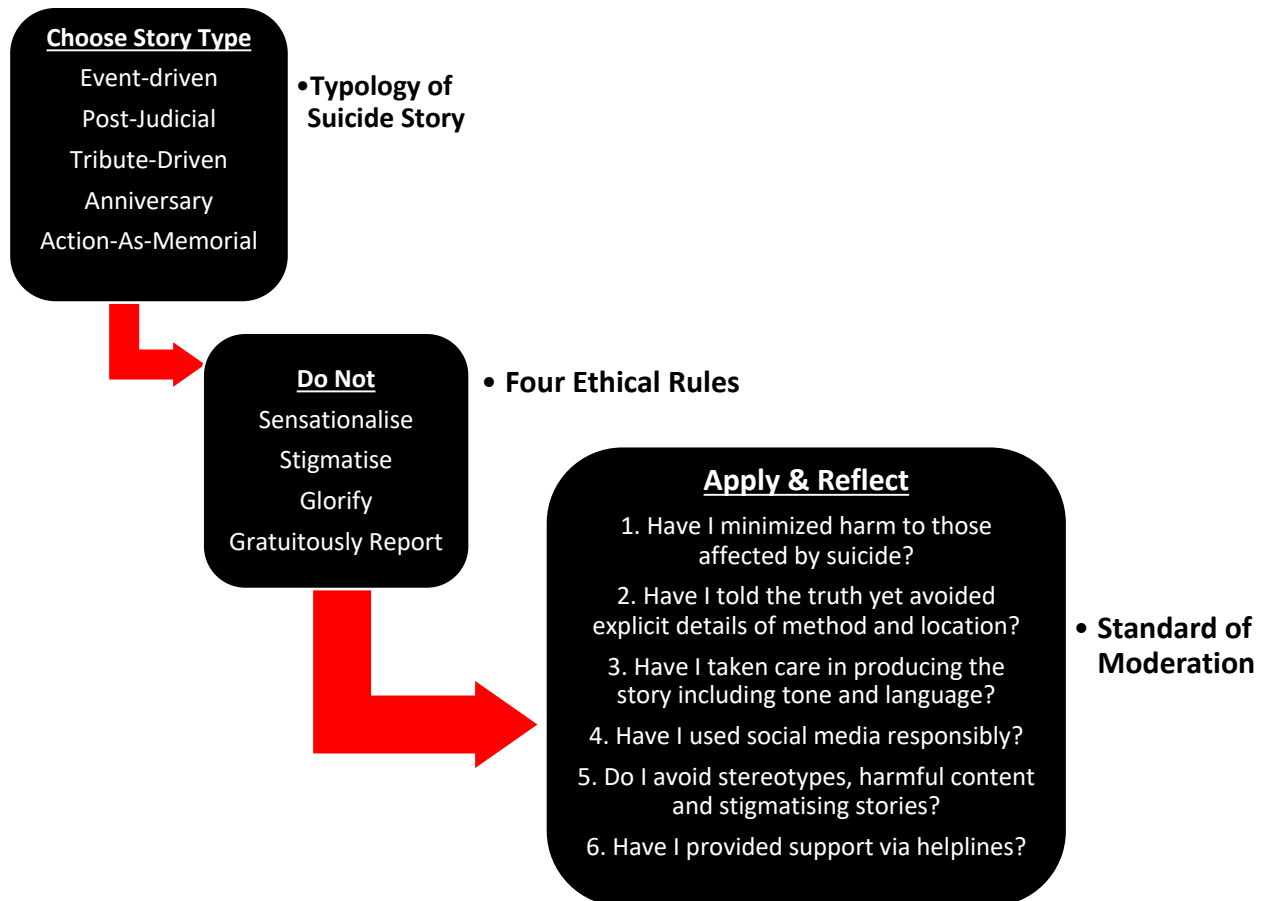 Choose Story Type
Event-driven
Post-Judicial
Tribute-Driven
Anniversary
Action-As-Memorial
•Typology of
Suicide Story
Do Not
Sensationalise
Stigmatise
Glorify
Gratuitously Report
• Four Ethical Rules
Apply & Reflect
1. Have I minimized harm to those
affected by suicide?
2. Have I told the truth yet avoided
explicit details of method and location?
3. Have I taken care in producing the
story including tone and language?
4. Have I used social media responsibly?
5. Do I avoid stereotypes, harmful content
and stigmatising stories?
6. Have I provided support via helplines?
• Standard of
Moderation